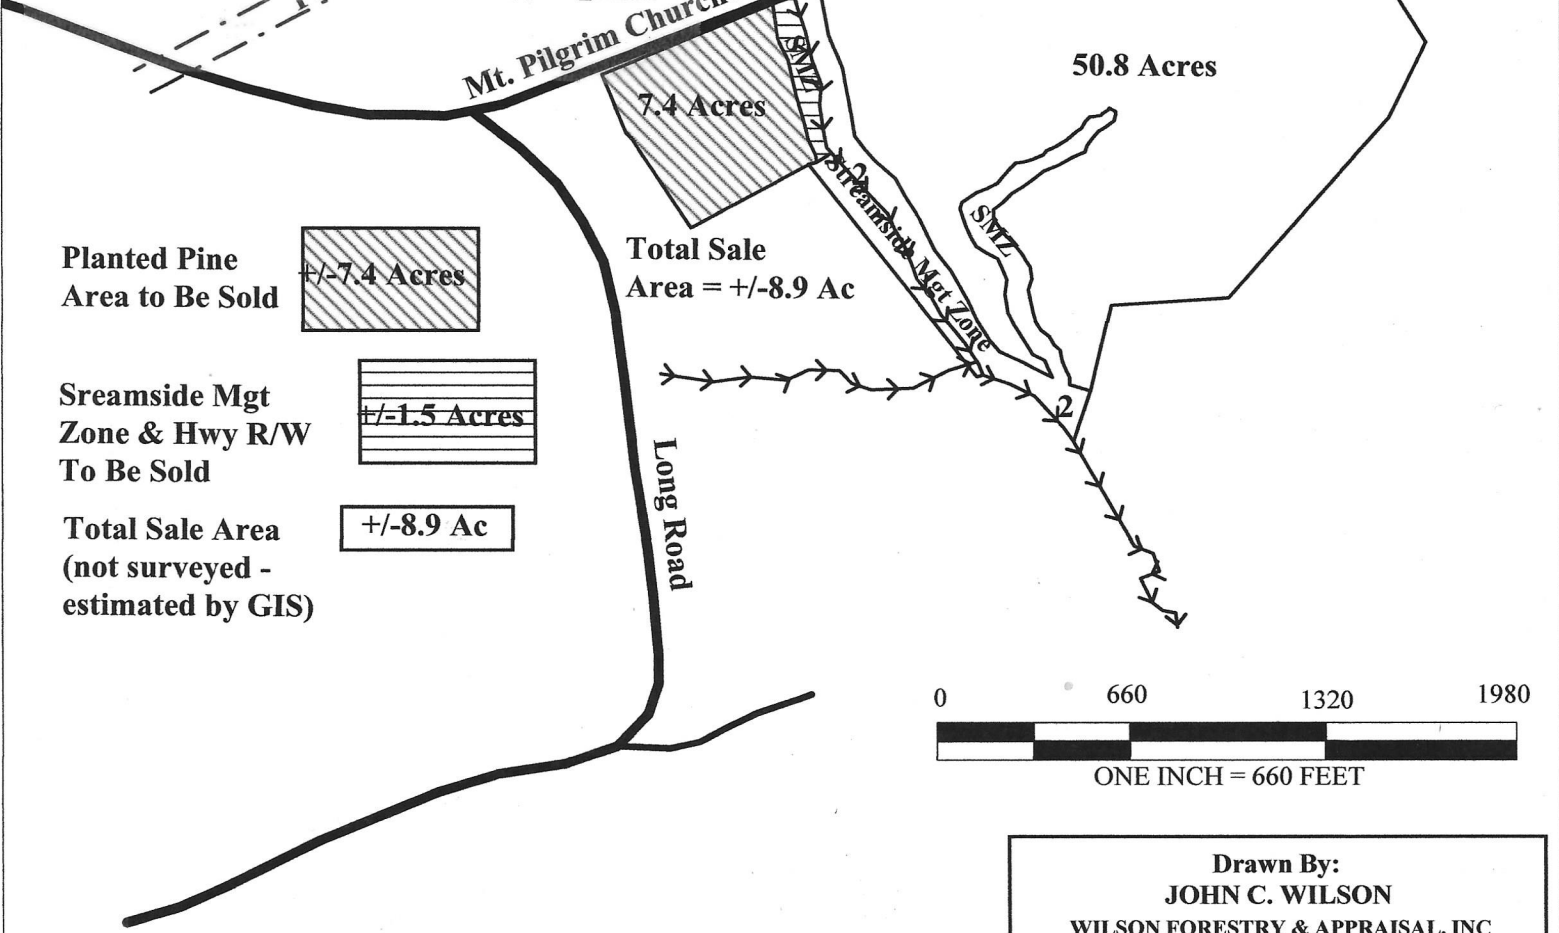 Mt. Pilgrim Church
50.8 Acres
SMZ
7.4 Acres
2
Streamside Mgt Zone
SMZ
Planted Pine
Area to Be Sold
+/-7.4 Acres
Total Sale
Area = +/-8.9 Ac
Sreamside Mgt
Zone & Hwy R/W
To Be Sold
+/-1.5 Acres
2
Long Road
Total Sale Area
(not surveyed -
estimated by GIS)
+/-8.9 Ac
0 660 1320 1980
ONE INCH = 660 FEET
Drawn By:
JOHN C. WILSON
WILSON FORESTRY & APPRAISAL, INC